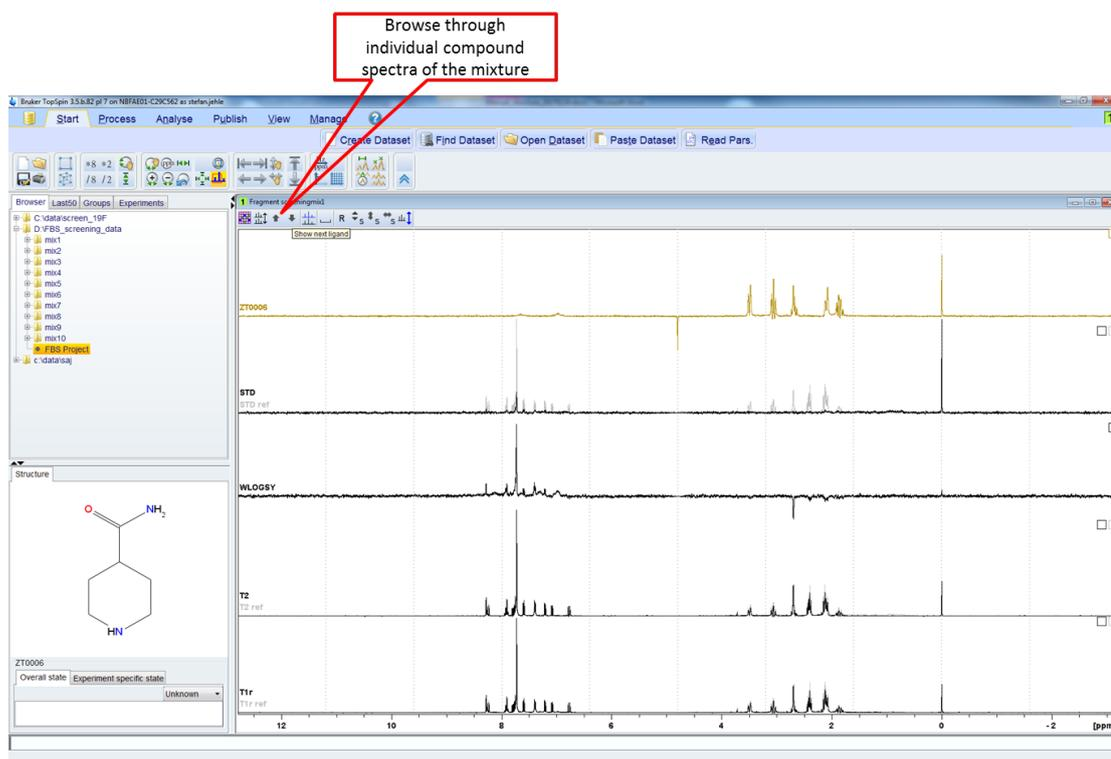 Browse through
individual compound
spectra of the mixture
Bruker TopSpin 3.5.b.82 pl 7 on NBFAE01-C29C562 as stefan.jehle
Start Process Analyse Publish View Manage
Create Dataset Find Dataset Open Dataset Paste Dataset Read Pars.
*8 *2
/8 /2
Browser Last50 Groups Experiments
1 Fragment screeningmix1
C:\data\screen_19F
D:\FBS_screening_data
mix1
mix2
mix3
mix4
mix5
mix6
mix7
mix8
mix9
mix10
FBS Project
c:\data\saj
R S S S
Show next ligand
ZT0006
STD
STD ref
WLOGSY
T2
T2 ref
T1r
T1r ref
12 10 8 6 4 2 0 -2 [ppm
Structure
O NH2
HN
ZT0006
Overall state Experiment specific state
Unknown